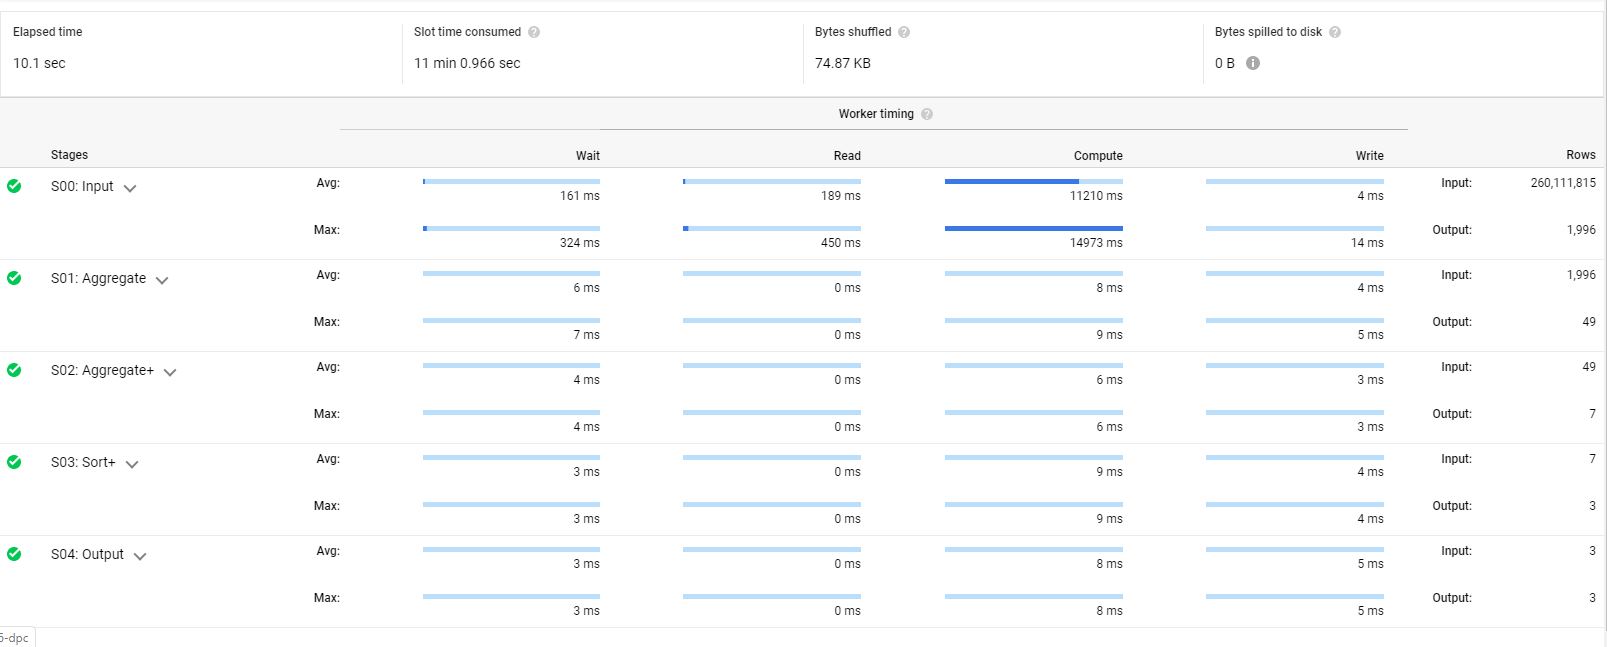 Elapsed time Slot time consumed Bytes shuffled Bytes spilled to disk
10.1 sec 11 min 0.966 sec 74.87 KB 0 B
Worker timing
Stages Wait Read Compute Write Rows
S00: Input Avg: 161 ms 189 ms 11210 ms 4 ms Input: 260,111,815
Max: 324 ms 450 ms 14973 ms 14 ms Output: 1,996
S01: Aggregate Avg: 6 ms 0 ms 8 ms 4 ms Input: 1,996
Max: 7 ms 0 ms 9 ms 5 ms Output: 49
S02: Aggregate+ Avg: 4 ms 0 ms 6 ms 3 ms Input: 49
Max: 4 ms 0 ms 6 ms 3 ms Output: 7
S03: Sort+ Avg: 3 ms 0 ms 9 ms 4 ms Input: 7
Max: 3 ms 0 ms 9 ms 4 ms Output: 3
S04: Output Avg: 3 ms 0 ms 8 ms 5 ms Input: 3
Max: 3 ms 0 ms 8 ms 5 ms Output: 3
-dpc